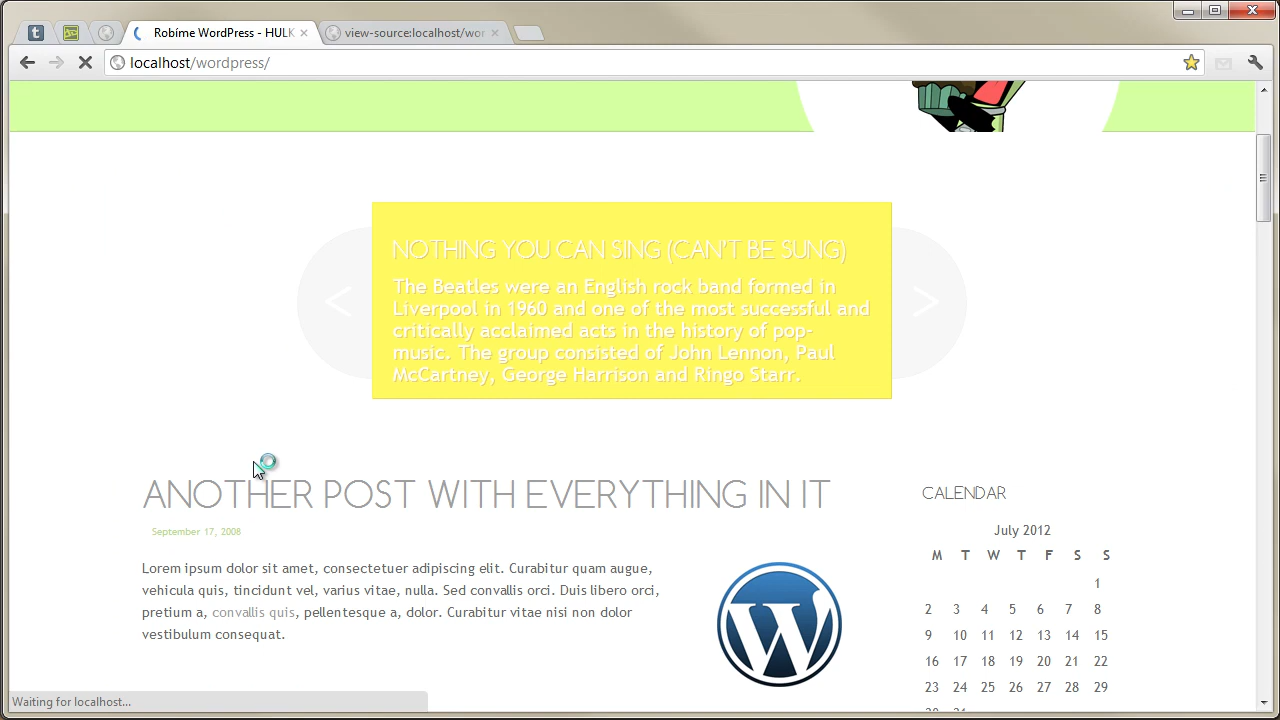 Robíme WordPress - HULK
view-source:localhost/wor
localhost/wordpress/
NOTHING YOU CAN SING (CAN'T BE SUNG)
The Beatles were an English rock band formed in
Liverpool in 1960 and one of the most successful and
critically acclaimed acts in the history of pop-
music. The group consisted of John Lennon, Paul
McCartney, George Harrison and Ringo Starr.
< >
ANOTHER POST WITH EVERYTHING IN IT
September 17, 2008
Lorem ipsum dolor sit amet, consectetuer adipiscing elit. Curabitur quam augue,
vehicula quis, tincidunt vel, varius vitae, nulla. Sed convallis orci. Duis libero orci,
pretium a, convallis quis, pellentesque a, dolor. Curabitur vitae nisi non dolor
vestibulum consequat.
CALENDAR
July 2012
M T W T F S S
1
2 3 4 5 6 7 8
9 10 11 12 13 14 15
16 17 18 19 20 21 22
23 24 25 26 27 28 29
Waiting for localhost...